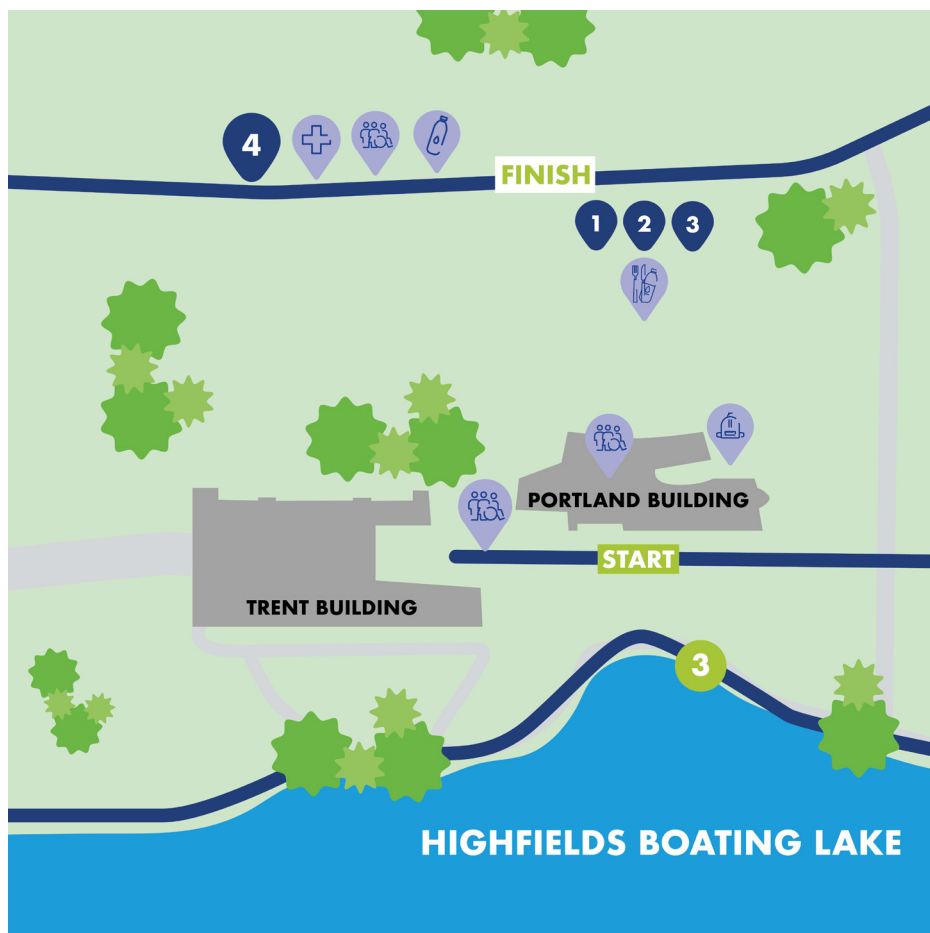 4
FINISH
1 2 3
PORTLAND BUILDING
START
TRENT BUILDING
3
HIGHFIELDS BOATING LAKE